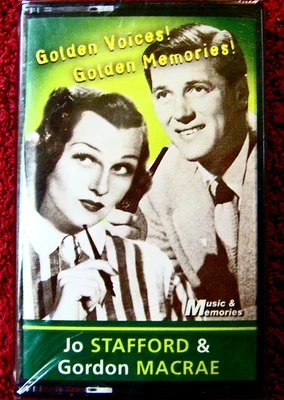 Golden Voices!
Golden Memories!
Music &
Memories
Jo STAFFORD &
Gordon MACRAE